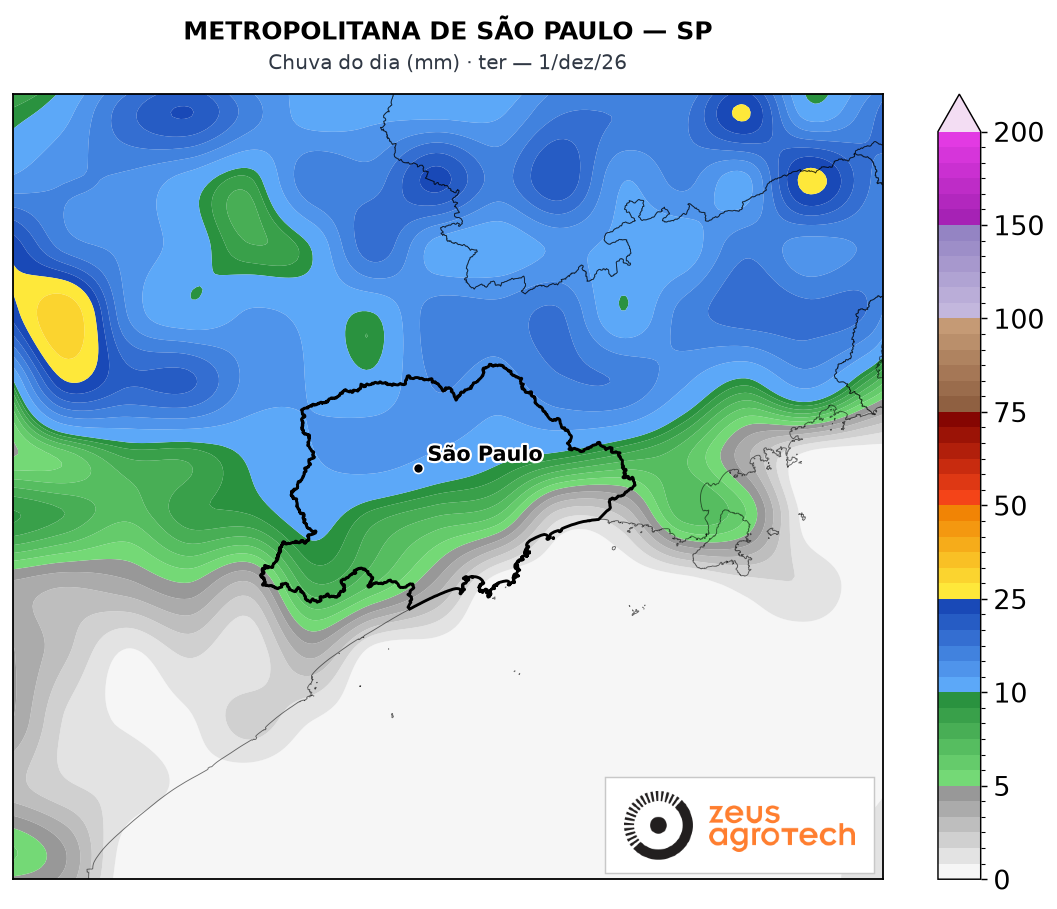 METROPOLITANA DE SÃO PAULO — SP
Chuva do dia (mm) · ter — 1/dez/26
200
150
100
75
50
25
10
5
0
São Paulo
zeus
agroTech